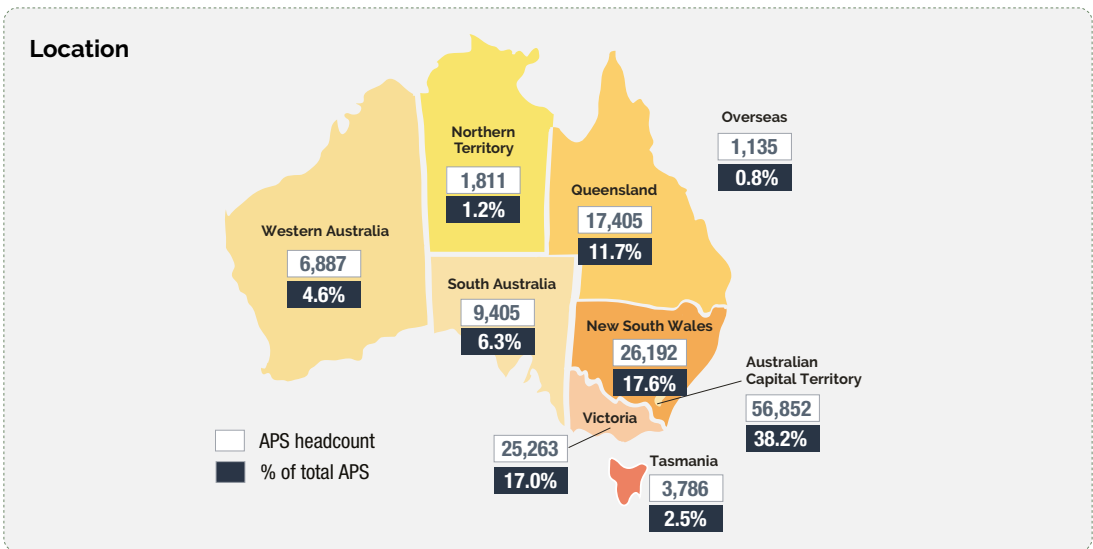 Location
Overseas
1,135
0.8%
Northern
Territory
1,811
1.2%
Queensland
17,405
11.7%
Western Australia
6,887
4.6%
South Australia
9,405
6.3%
New South Wales
26,192
17.6%
Australian
Capital Territory
56,852
38.2%
Victoria
25,263
17.0%
Tasmania
3,786
2.5%
APS headcount
% of total APS